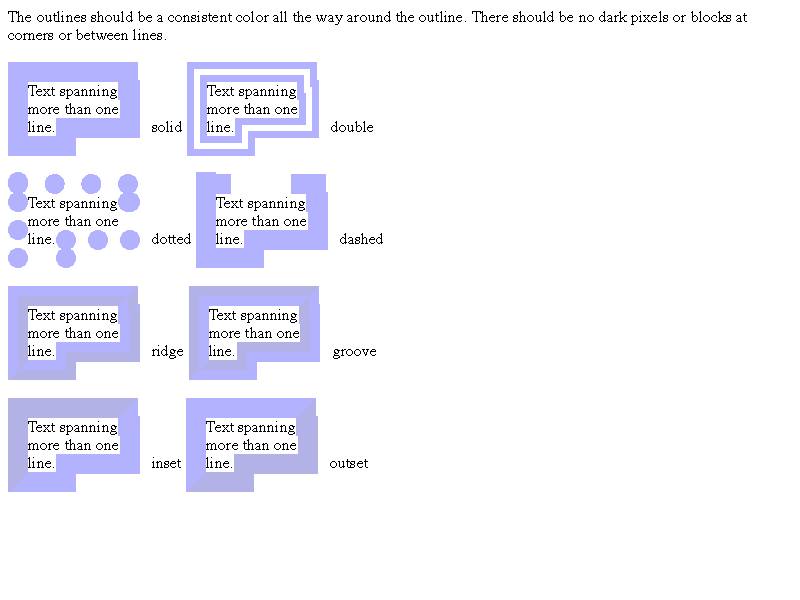 The outlines should be a consistent color all the way around the outline. There should be no dark pixels or blocks at
corners or between lines.
Text spanning
more than one
line.
solid
Text spanning
more than one
line.
double
Text spanning
more than one
line.
dotted
Text spanning
more than one
line.
dashed
Text spanning
more than one
line.
ridge
Text spanning
more than one
line.
groove
Text spanning
more than one
line.
inset
Text spanning
more than one
line.
outset